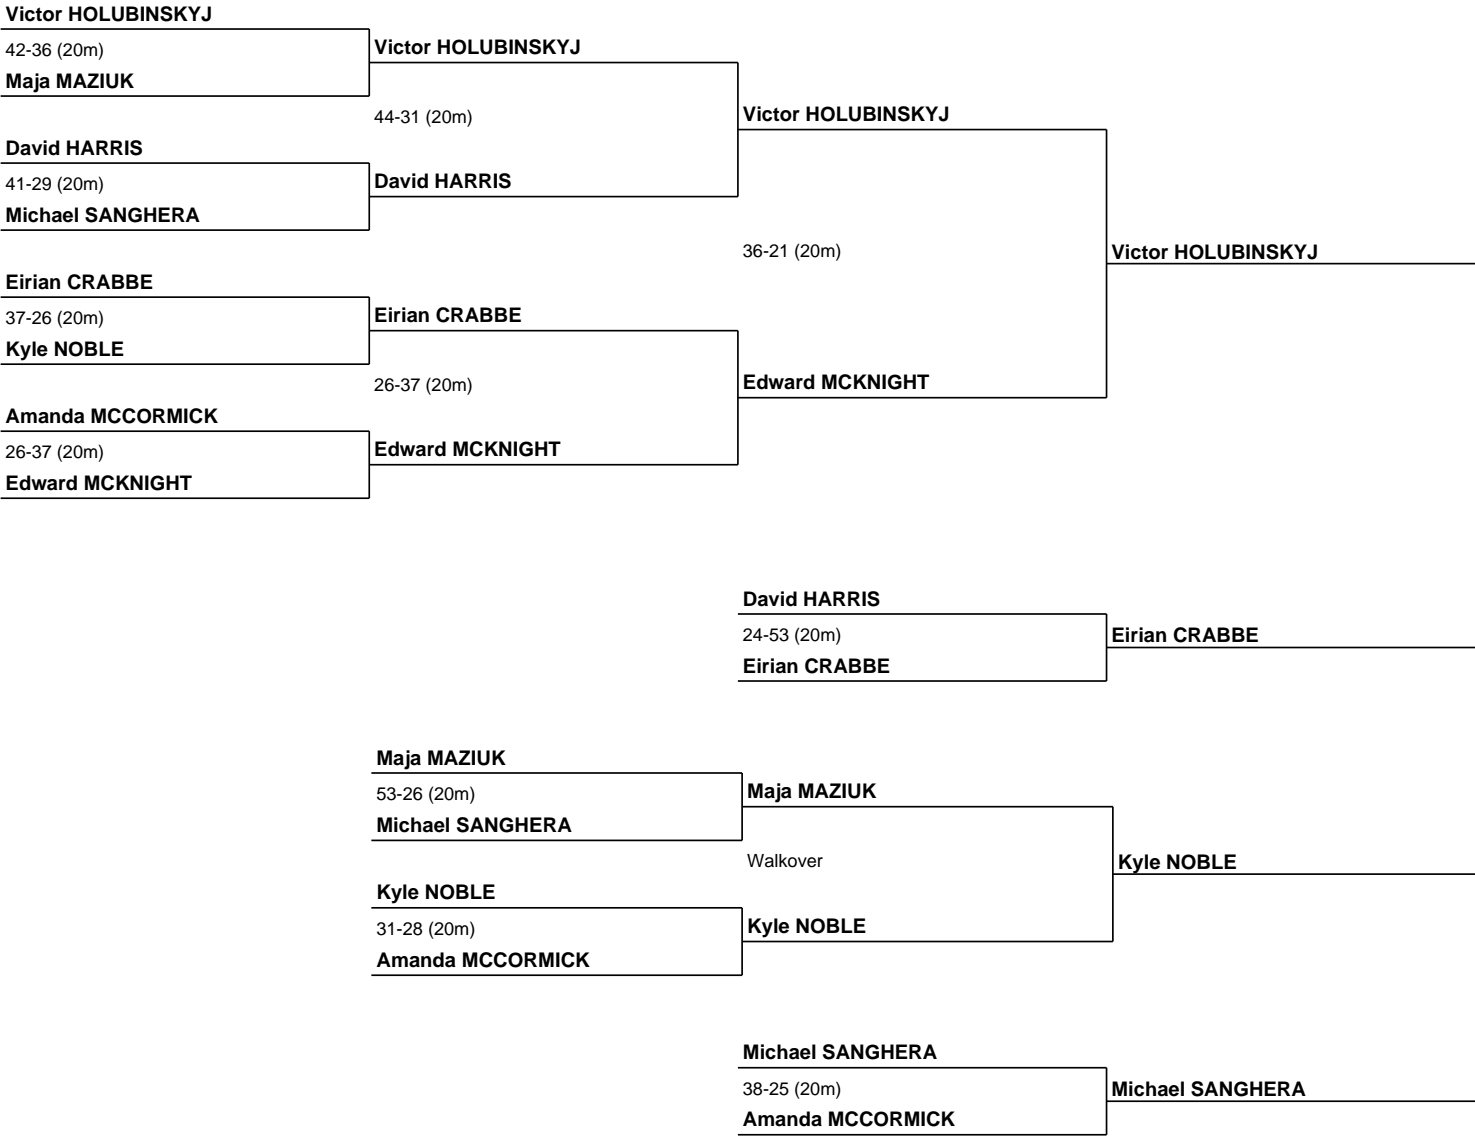 Victor HOLUBINSKYJ
42-36 (20m)
Maja MAZIUK
David HARRIS
41-29 (20m)
Michael SANGHERA
Eirian CRABBE
37-26 (20m)
Kyle NOBLE
Amanda MCCORMICK
26-37 (20m)
Edward MCKNIGHT
Victor HOLUBINSKYJ
44-31 (20m)
David HARRIS
Eirian CRABBE
26-37 (20m)
Edward MCKNIGHT
Victor HOLUBINSKYJ
36-21 (20m)
Edward MCKNIGHT
Victor HOLUBINSKYJ
David HARRIS
24-53 (20m)
Eirian CRABBE
Eirian CRABBE
Maja MAZIUK
53-26 (20m)
Michael SANGHERA
Kyle NOBLE
31-28 (20m)
Amanda MCCORMICK
Maja MAZIUK
Walkover
Kyle NOBLE
Kyle NOBLE
Michael SANGHERA
38-25 (20m)
Amanda MCCORMICK
Michael SANGHERA